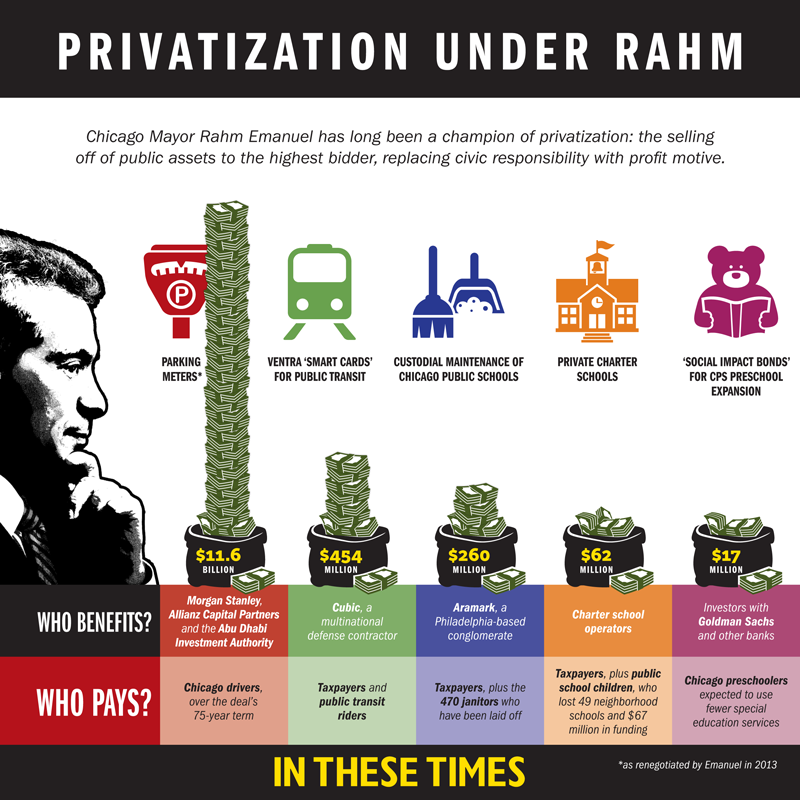 PRIVATIZATION UNDER RAHM
Chicago Mayor Rahm Emanuel has long been a champion of privatization: the selling
off of public assets to the highest bidder, replacing civic responsibility with profit motive.
P
PARKING
METERS*
VENTRA ‘SMART CARDS’
FOR PUBLIC TRANSIT
CUSTODIAL MAINTENANCE OF
CHICAGO PUBLIC SCHOOLS
PRIVATE CHARTER
SCHOOLS
‘SOCIAL IMPACT BONDS’
FOR CPS PRESCHOOL
EXPANSION
$11.6
BILLION
$454
MILLION
$260
MILLION
$62
MILLION
$17
MILLION
WHO BENEFITS?
Morgan Stanley,
Allianz Capital Partners
and the Abu Dhabi
Investment Authority
Cubic, a
multinational
defense contractor
Aramark, a
Philadelphia-based
conglomerate
Charter school
operators
Investors with
Goldman Sachs
and other banks
WHO PAYS?
Chicago drivers,
over the deal’s
75-year term
Taxpayers and
public transit
riders
Taxpayers, plus the
470 janitors who
have been laid off
Taxpayers, plus public
school children, who
lost 49 neighborhood
schools and $67
million in funding
Chicago preschoolers
expected to use
fewer special
education services
IN THESE TIMES
*as renegotiated by Emanuel in 2013